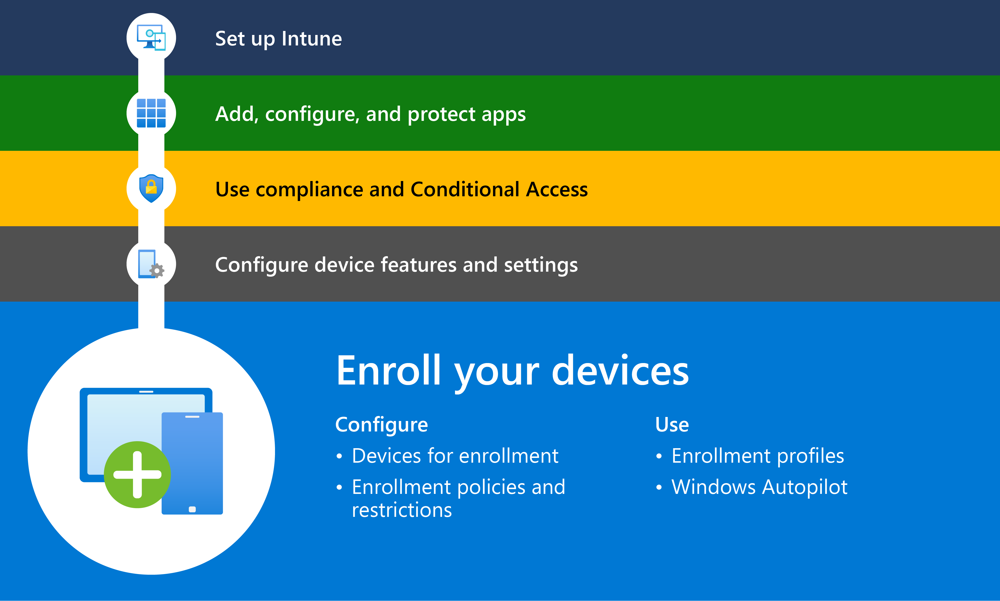 Set up Intune
Add, configure, and protect apps
Use compliance and Conditional Access
Configure device features and settings
Enroll your devices
Configure
• Devices for enrollment
• Enrollment policies and
restrictions
Use
• Enrollment profiles
• Windows Autopilot